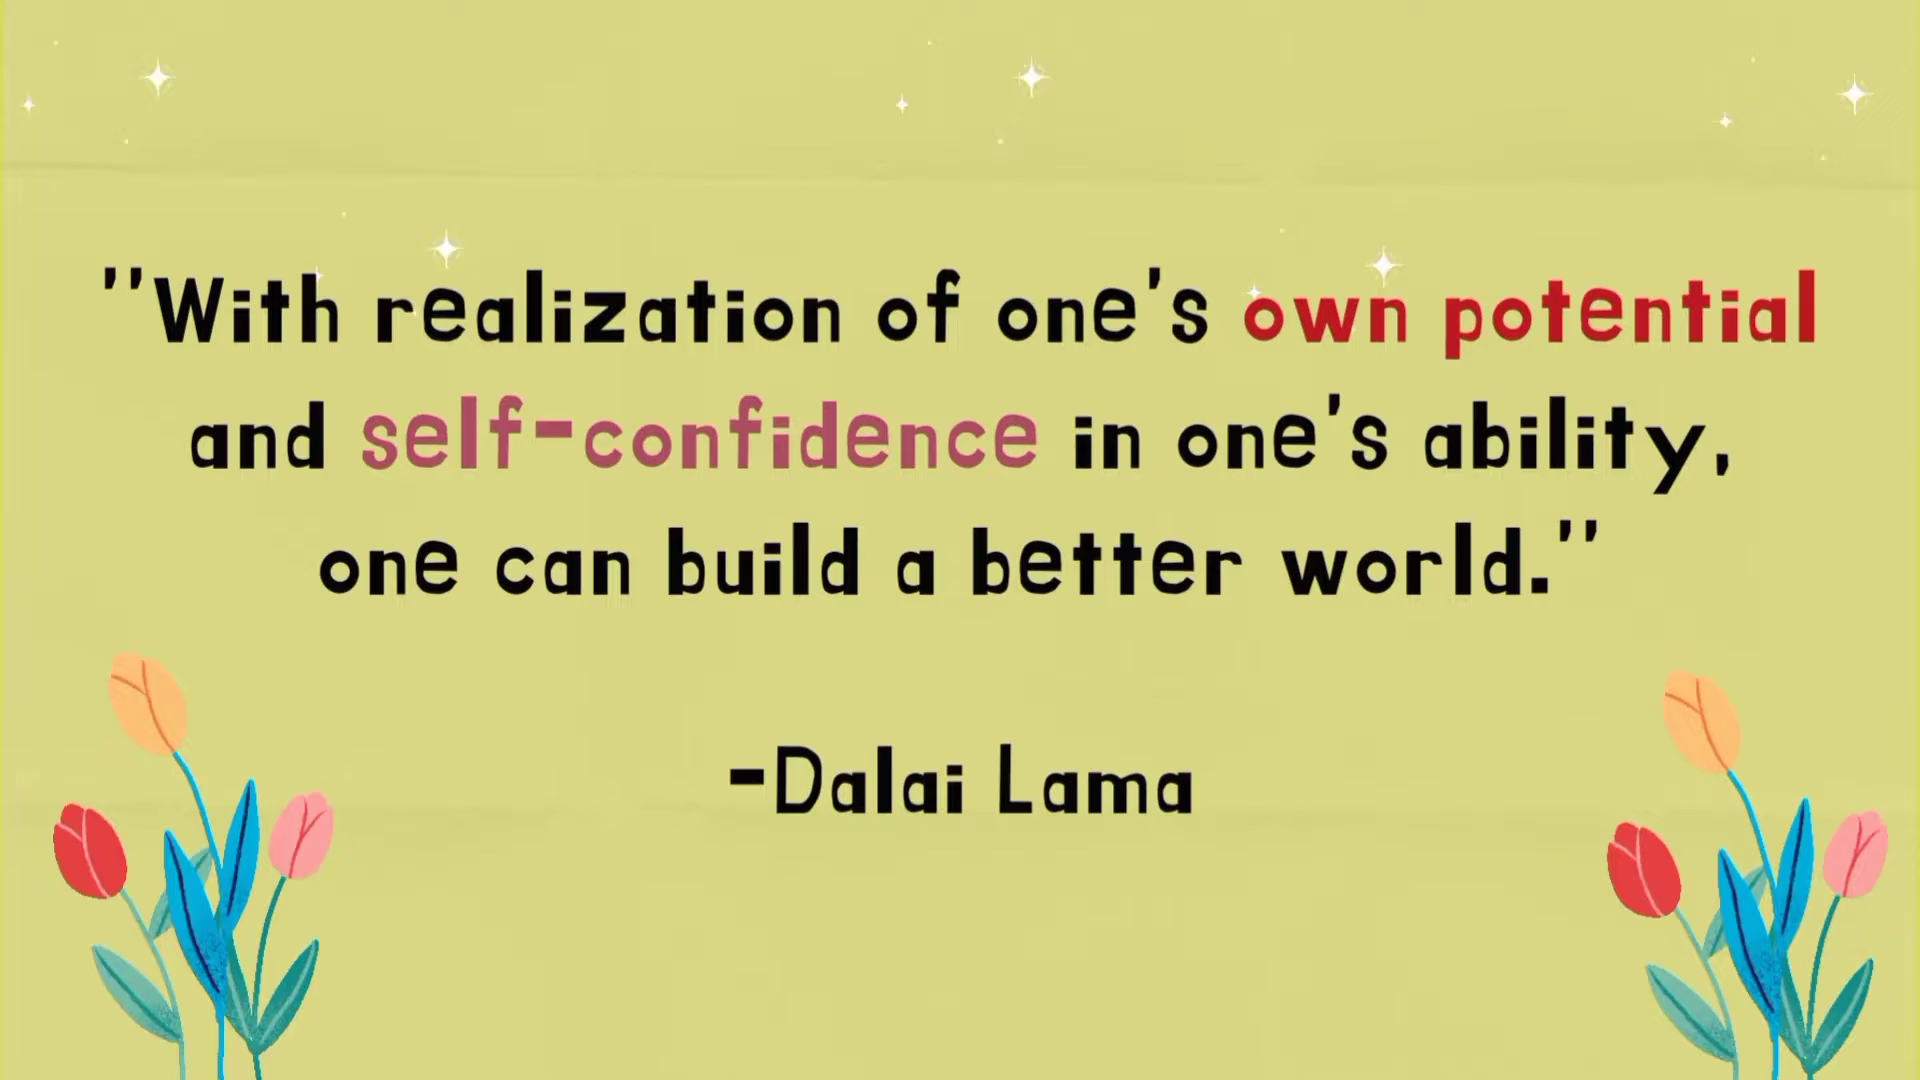 "With realization of one's own potential
and self-confidence in one's ability,
one can build a better world."
-Dalai Lama